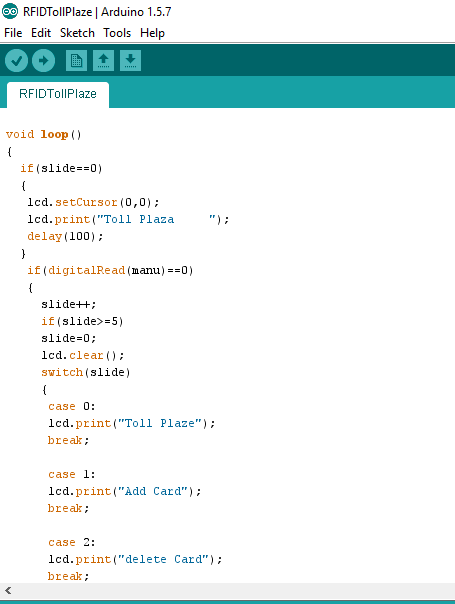 RFIDTollPlaze | Arduino 1.5.7
File Edit Sketch Tools Help
RFIDTollPlaze
void loop()
{
  if(slide==0)
  {
   lcd.setCursor(0,0);
   lcd.print("Toll Plaza     ");
   delay(100);
  }
   if(digitalRead(manu)==0)
   {
     slide++;
     if(slide>=5)
     slide=0;
     lcd.clear();
     switch(slide)
     {
      case 0:
      lcd.print("Toll Plaze");
      break;

      case 1:
      lcd.print("Add Card");
      break;

      case 2:
      lcd.print("delete Card");
      break;